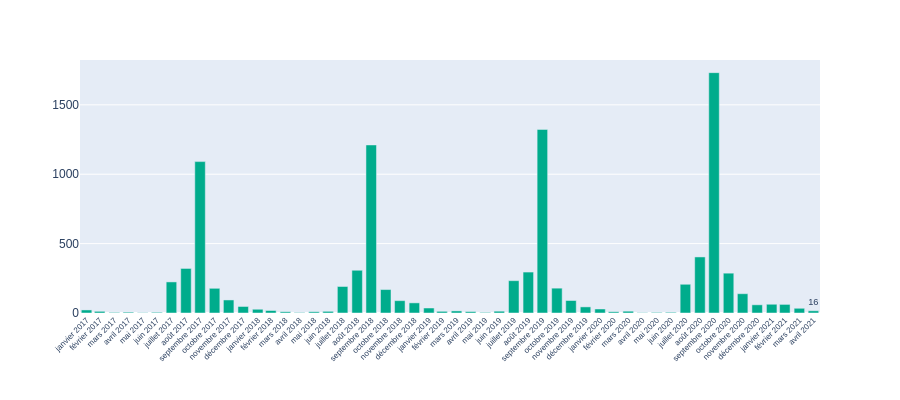 1500
1000
500
0
16
janvier 2017
février 2017
mars 2017
avril 2017
mai 2017
juin 2017
juillet 2017
août 2017
septembre 2017
octobre 2017
novembre 2017
décembre 2017
janvier 2018
février 2018
mars 2018
avril 2018
mai 2018
juin 2018
juillet 2018
août 2018
septembre 2018
octobre 2018
novembre 2018
décembre 2018
janvier 2019
février 2019
mars 2019
avril 2019
mai 2019
juin 2019
juillet 2019
août 2019
septembre 2019
octobre 2019
novembre 2019
décembre 2019
janvier 2020
février 2020
mars 2020
avril 2020
mai 2020
juin 2020
juillet 2020
août 2020
septembre 2020
octobre 2020
novembre 2020
décembre 2020
janvier 2021
février 2021
mars 2021
avril 2021